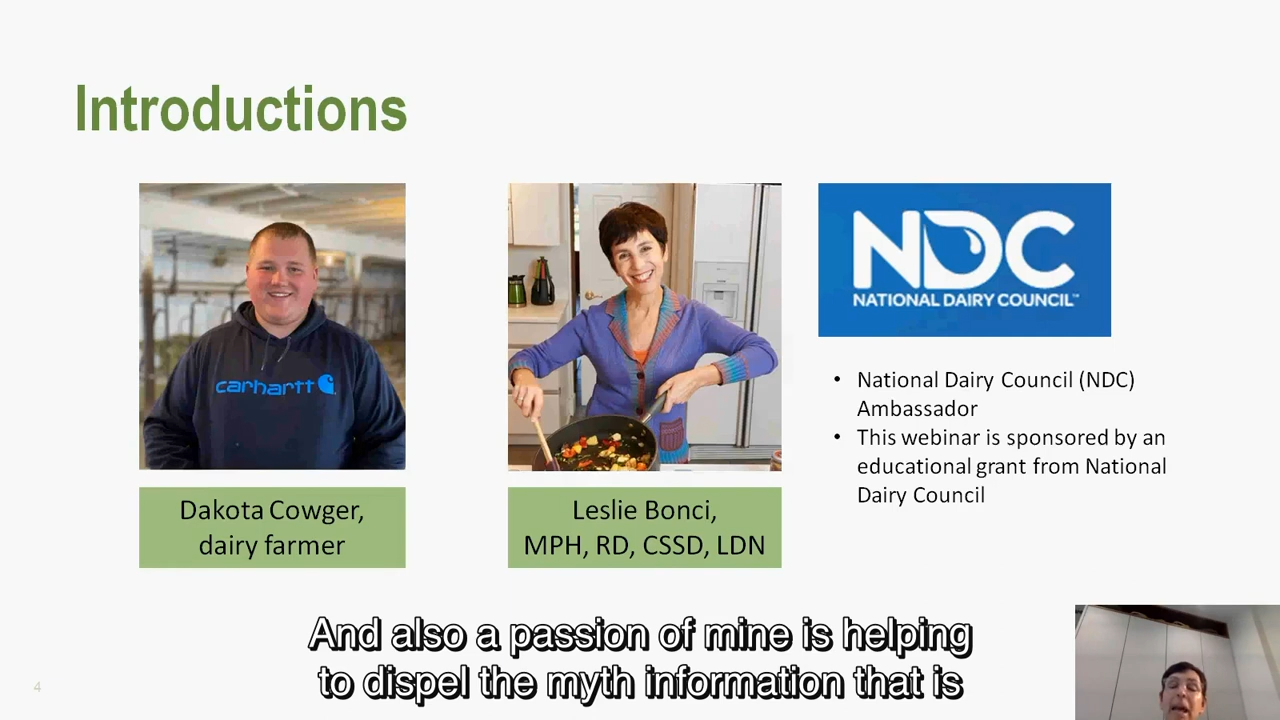 Introductions
carhartt
NDC
NATIONAL DAIRY COUNCIL™
• National Dairy Council (NDC)
Ambassador
• This webinar is sponsored by an
educational grant from National
Dairy Council
Dakota Cowger,
dairy farmer
Leslie Bonci,
MPH, RD, CSSD, LDN
And also a passion of mine is helping
to dispel the myth information that is
4